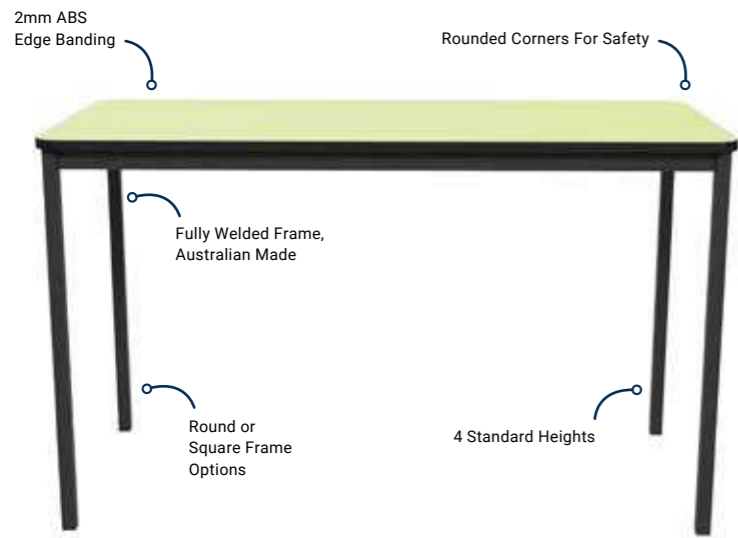 2mm ABS
Edge Banding
Rounded Corners For Safety
Fully Welded Frame,
Australian Made
Round or
Square Frame
Options
4 Standard Heights